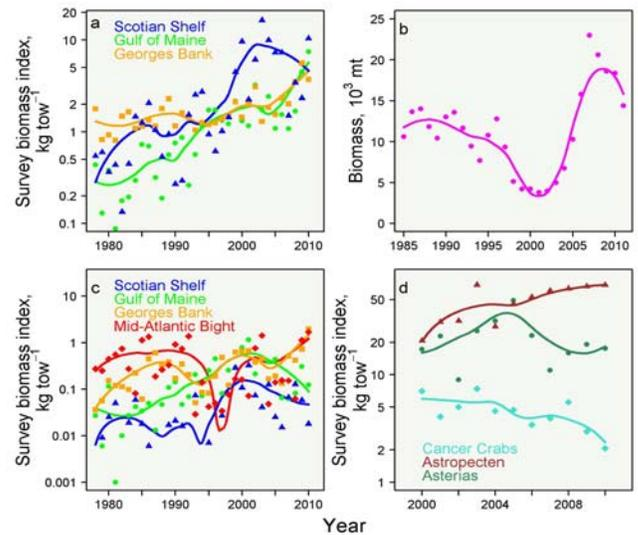 a
Scotian Shelf
Gulf of Maine
Georges Bank
Survey biomass index,
kg tow⁻¹
20
10
5
2
1
0.5
0.2
0.1
1980 1990 2000 2010
b
Biomass, 10³ mt
25
20
15
10
5
0
1985 1990 1995 2000 2005 2010
c
Scotian Shelf
Gulf of Maine
Georges Bank
Mid-Atlantic Bight
Survey biomass index,
kg tow⁻¹
10
1
0.1
0.01
0.001
1980 1990 2000 2010
d
Survey biomass index,
kg tow⁻¹
50
20
10
5
2
1
Cancer Crabs
Astropecten
Asterias
2000 2004 2008
Year